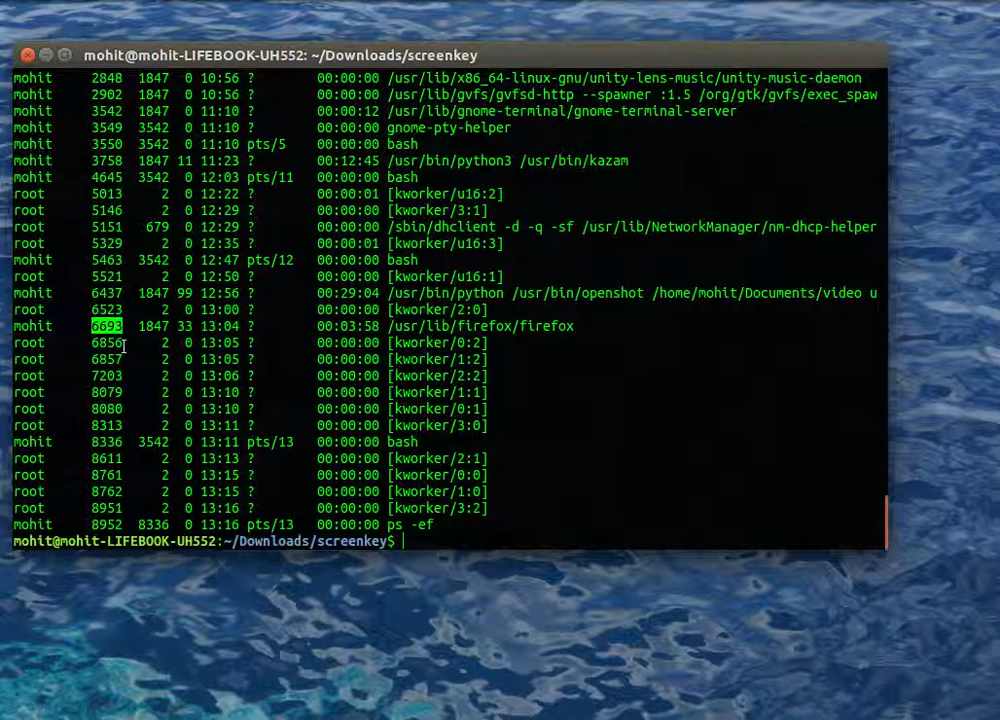 mohit@mohit-LIFEBOOK-UH552: ~/Downloads/screenkey
mohit 2848 1847 0 10:56 ? 00:00:00 /usr/lib/x86_64-linux-gnu/unity-lens-music/unity-music-daemon
mohit 2902 1847 0 10:56 ? 00:00:00 /usr/lib/gvfs/gvfsd-http --spawner :1.5 /org/gtk/gvfs/exec_spaw
mohit 3542 1847 0 11:10 ? 00:00:12 /usr/lib/gnome-terminal/gnome-terminal-server
mohit 3549 3542 0 11:10 ? 00:00:00 gnome-pty-helper
mohit 3550 3542 0 11:10 pts/5 00:00:00 bash
mohit 3758 1847 11 11:23 ? 00:12:45 /usr/bin/python3 /usr/bin/kazam
mohit 4645 3542 0 12:03 pts/11 00:00:00 bash
root 5013 2 0 12:22 ? 00:00:01 [kworker/u16:2]
root 5146 2 0 12:29 ? 00:00:00 [kworker/3:1]
root 5151 679 0 12:29 ? 00:00:00 /sbin/dhclient -d -q -sf /usr/lib/NetworkManager/nm-dhcp-helper
root 5329 2 0 12:35 ? 00:00:01 [kworker/u16:3]
mohit 5463 3542 0 12:47 pts/12 00:00:00 bash
root 5521 2 0 12:50 ? 00:00:00 [kworker/u16:1]
mohit 6437 1847 99 12:56 ? 00:29:04 /usr/bin/python /usr/bin/openshot /home/mohit/Documents/video u
root 6523 2 0 13:00 ? 00:00:00 [kworker/2:0]
mohit 6693 1847 33 13:04 ? 00:03:58 /usr/lib/firefox/firefox
root 6856 2 0 13:05 ? 00:00:00 [kworker/0:2]
root 6857 2 0 13:05 ? 00:00:00 [kworker/1:2]
root 7203 2 0 13:06 ? 00:00:00 [kworker/2:2]
root 8079 2 0 13:10 ? 00:00:00 [kworker/1:1]
root 8080 2 0 13:10 ? 00:00:00 [kworker/0:1]
root 8313 2 0 13:11 ? 00:00:00 [kworker/3:0]
mohit 8336 3542 0 13:11 pts/13 00:00:00 bash
root 8611 2 0 13:13 ? 00:00:00 [kworker/2:1]
root 8761 2 0 13:15 ? 00:00:00 [kworker/0:0]
root 8762 2 0 13:15 ? 00:00:00 [kworker/1:0]
root 8951 2 0 13:16 ? 00:00:00 [kworker/3:2]
mohit 8952 8336 0 13:16 pts/13 00:00:00 ps -ef
mohit@mohit-LIFEBOOK-UH552:~/Downloads/screenkey$